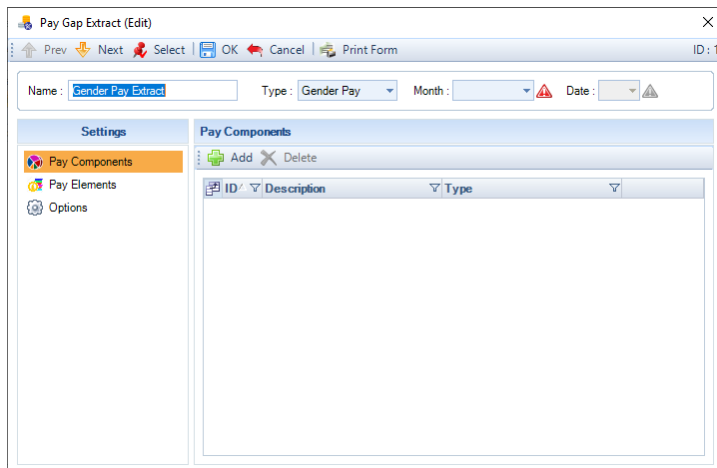 Pay Gap Extract (Edit)
Prev Next Select OK Cancel Print Form ID : 1
Name : Gender Pay Extract Type : Gender Pay Month : Date :
Settings
Pay Components
Pay Elements
Options
Pay Components
Add Delete
ID Description Type